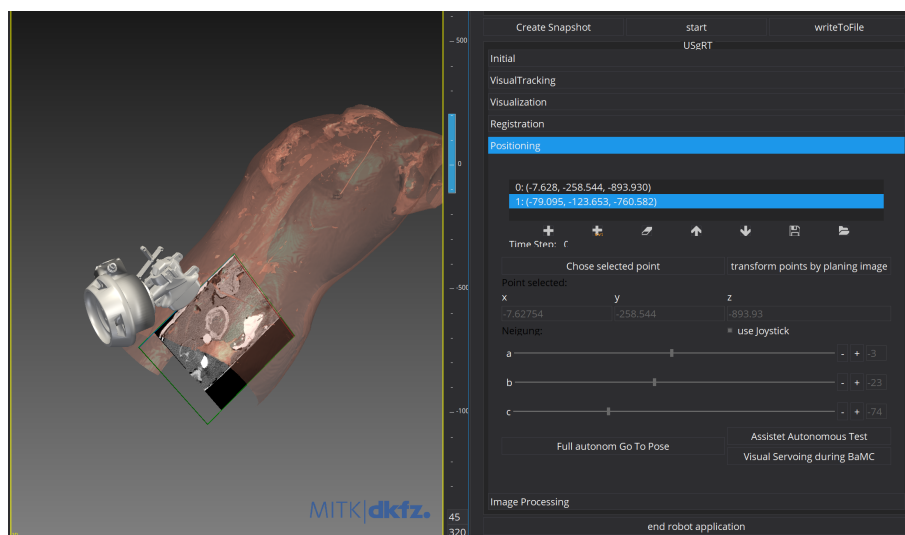 Create Snapshot start writeToFile
USgRT
Initial
VisualTracking
Visualization
Registration
Positioning
500
0
-500
0: (-7.628, -258.544, -893.930)
1: (-79.095, -123.653, -760.582)
Time Step: 0
Chose selected point transform points by planing image
Point selected:
x y z
-7.62754 -258.544 -893.93
Neigung: use Joystick
a - + -3
b - + -23
c - + -74
-100
Full autonom Go To Pose
Assistet Autonomous Test
Visual Servoing during BaMC
Image Processing
MITK|dkfz.
45
320
end robot application